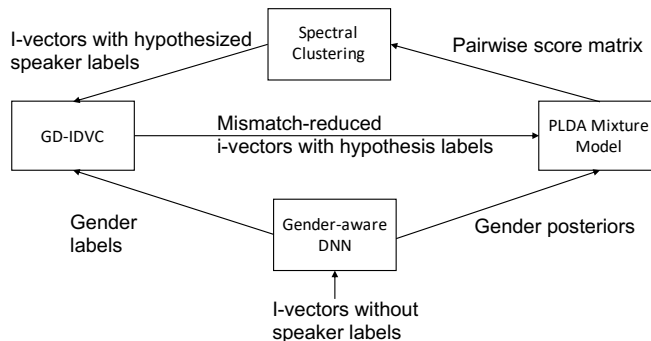 I-vectors with hypothesized
speaker labels
Spectral
Clustering
Pairwise score matrix
GD-IDVC
Mismatch-reduced
i-vectors with hypothesis labels
PLDA Mixture
Model
Gender
labels
Gender-aware
DNN
Gender posteriors
I-vectors without
speaker labels